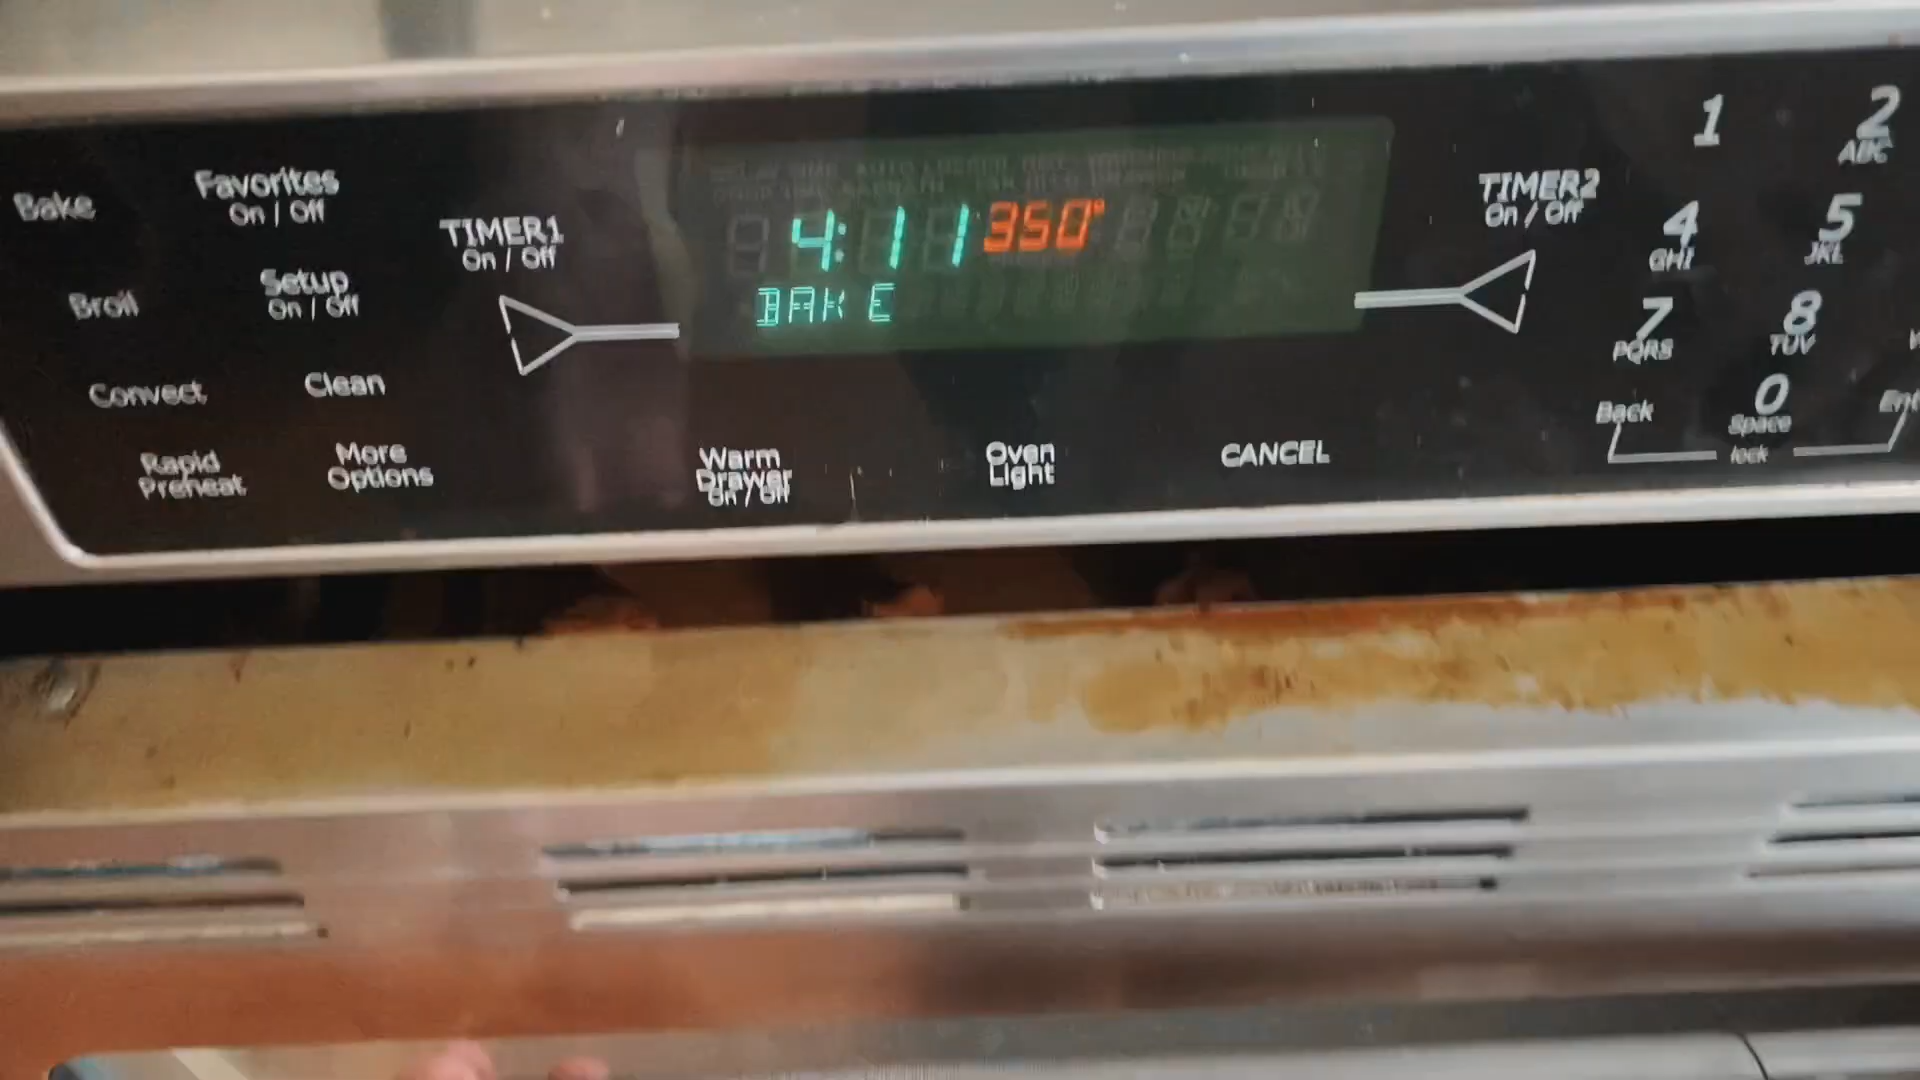 Bake
Favorites
On / Off
TIMER1
On / Off
4:11 350°
BAKE
TIMER2
On / Off
1
2
ABC
4
GHI
5
JKL
Broil
Setup
On / Off
7
PQRS
8
TUV
Convect
Clean
0
Space
Back
lock
Rapid
Preheat
More
Options
Warm
Drawer
On / Off
Oven
Light
CANCEL